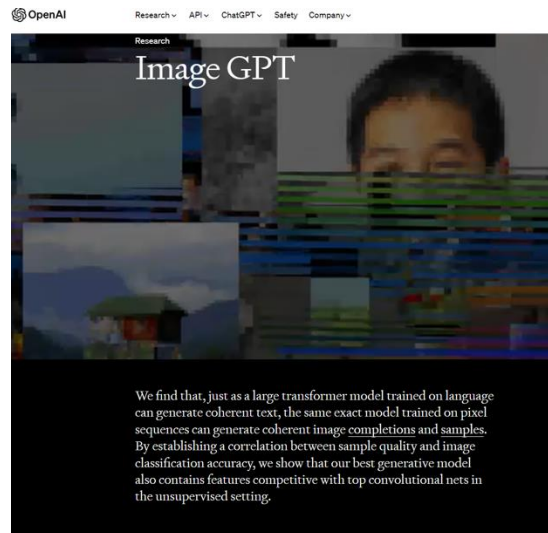 OpenAI
Research API ChatGPT Safety Company
Research
Image GPT
We find that, just as a large transformer model trained on language
can generate coherent text, the same exact model trained on pixel
sequences can generate coherent image completions and samples.
By establishing a correlation between sample quality and image
classification accuracy, we show that our best generative model
also contains features competitive with top convolutional nets in
the unsupervised setting.